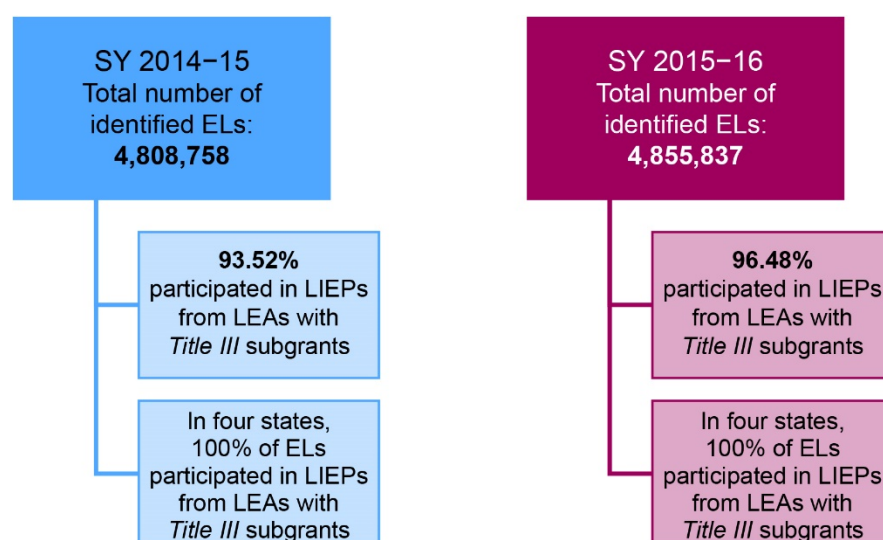 SY 2014−15
Total number of
identified ELs:
4,808,758
93.52%
participated in LIEPs
from LEAs with
Title III subgrants
In four states,
100% of ELs
participated in LIEPs
from LEAs with
Title III subgrants
SY 2015−16
Total number of
identified ELs:
4,855,837
96.48%
participated in LIEPs
from LEAs with
Title III subgrants
In four states,
100% of ELs
participated in LIEPs
from LEAs with
Title III subgrants